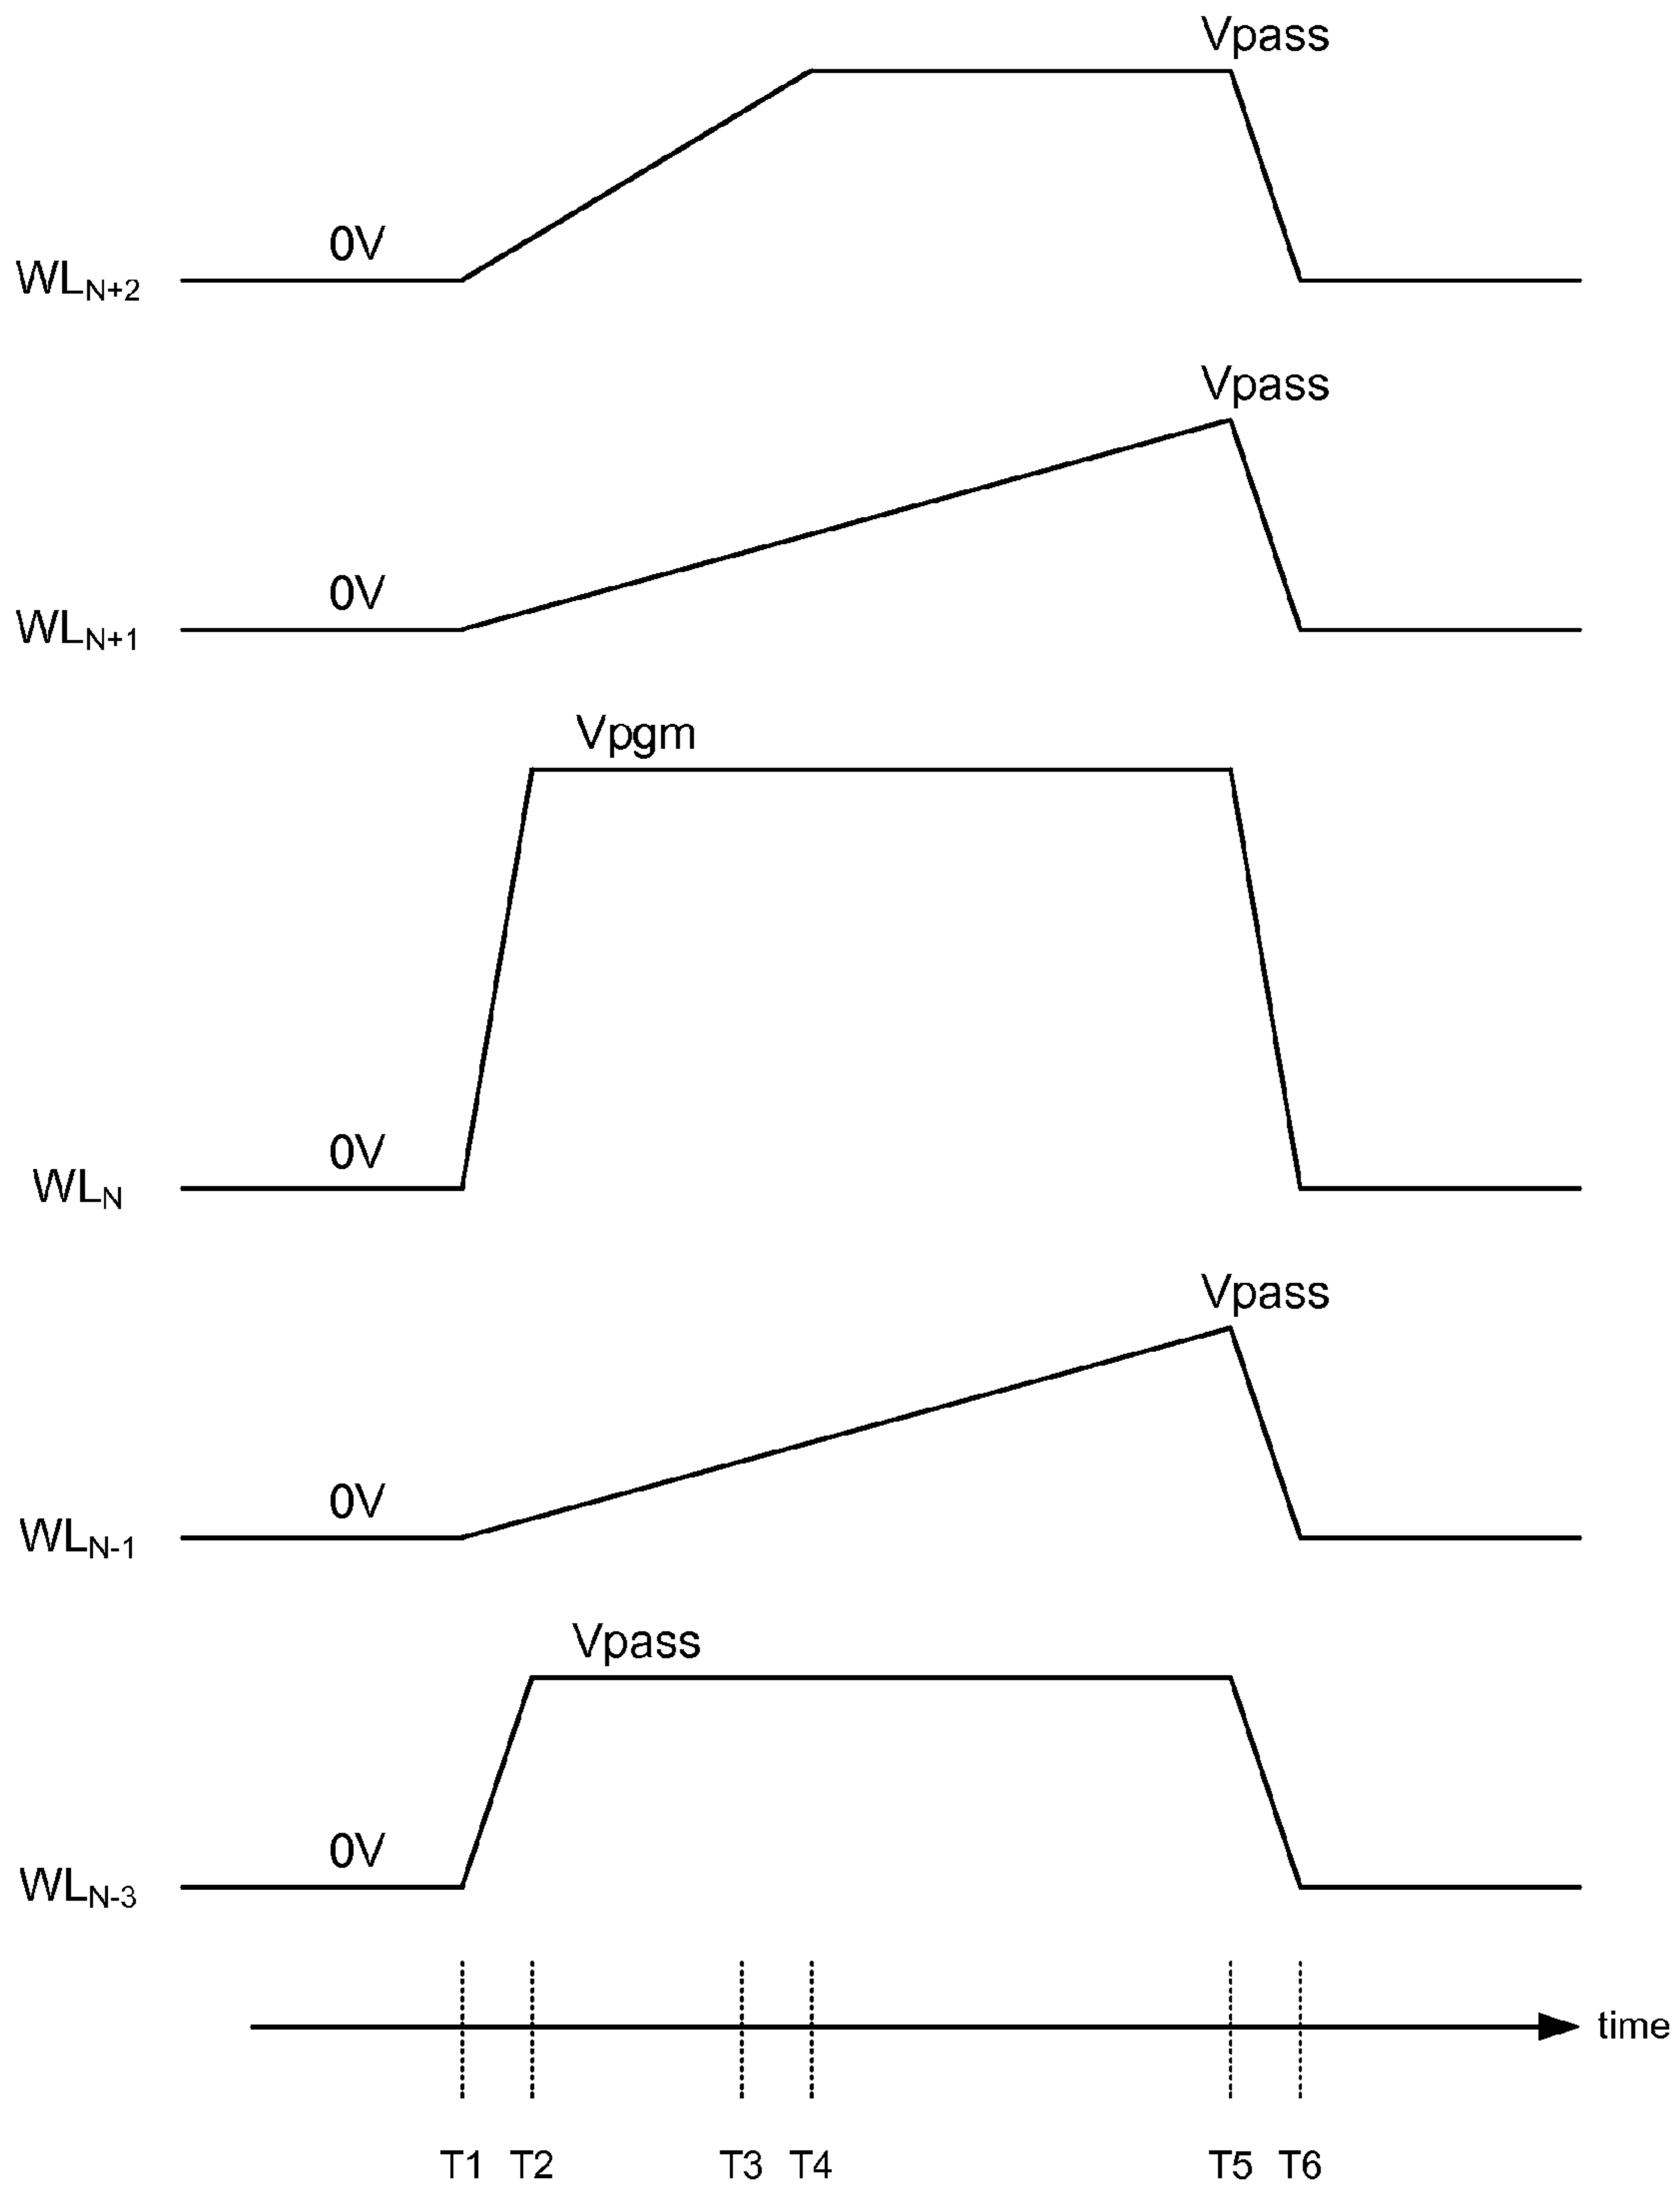 Vpass
0V
WLN+2
Vpass
0V
WLN+1
Vpgm
0V
WLN
Vpass
0V
WLN-1
Vpass
0V
WLN-3
time
T1 T2 T3 T4 T5 T6